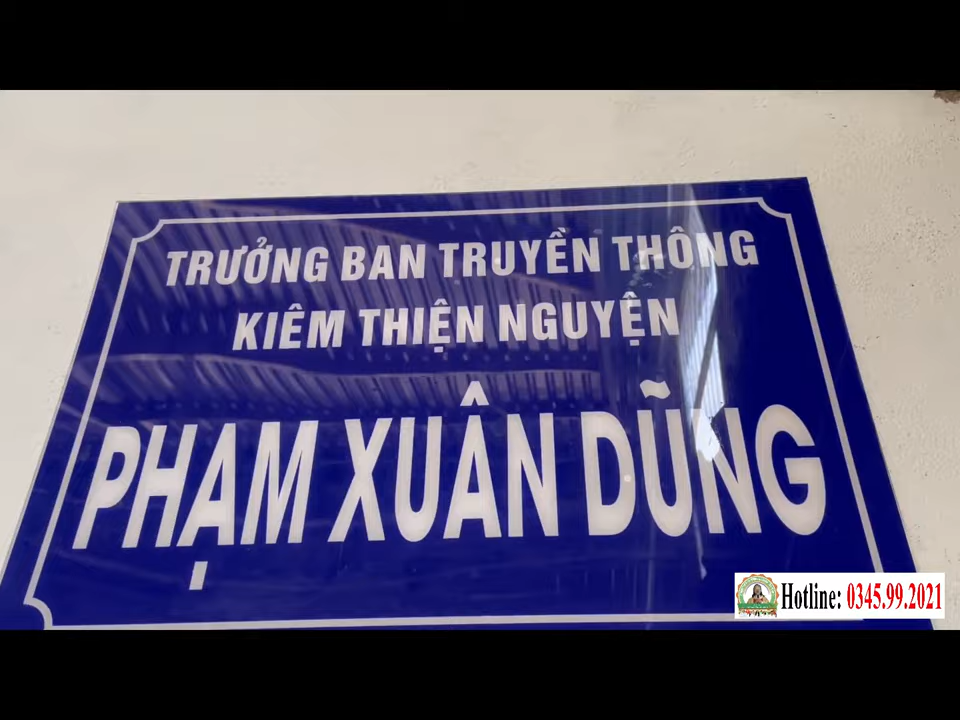 TRƯỞNG BAN TRUYỀN THÔNG
KIÊM THIỆN NGUYỆN
PHẠM XUÂN DŨNG
Hotline: 0345.99.2021